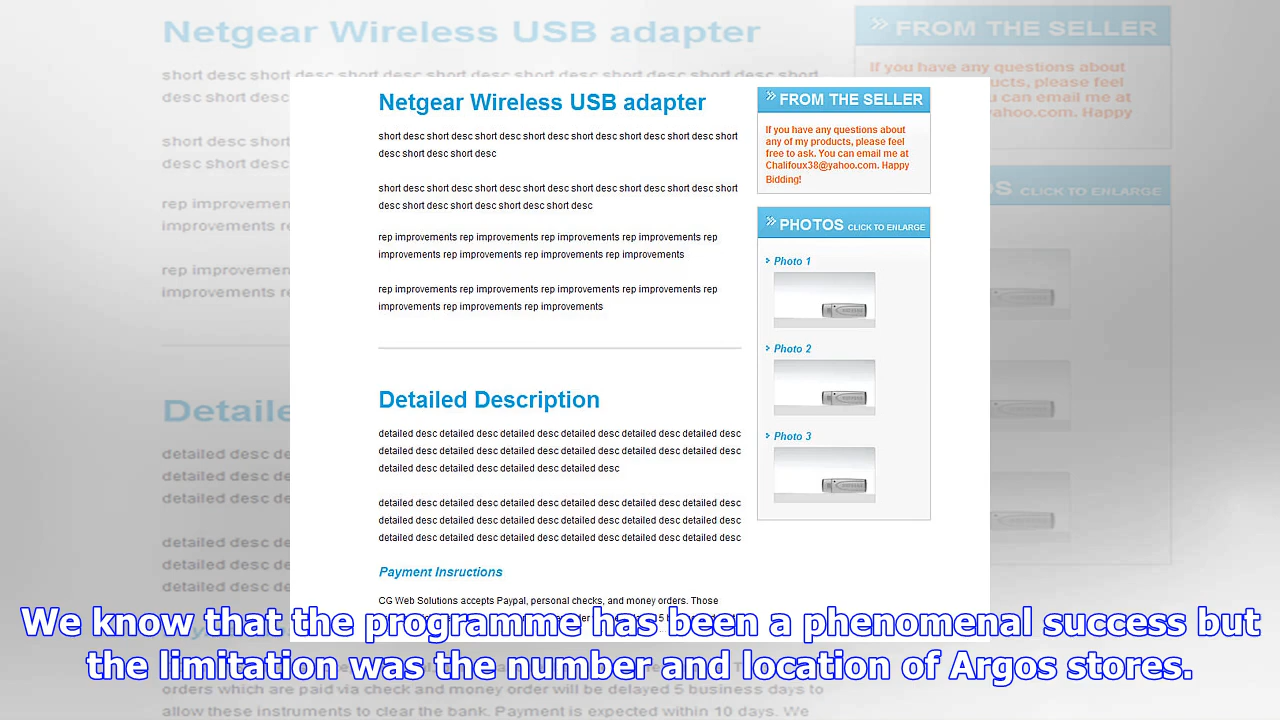 Netgear Wireless USB adapter
short desc short desc short desc short desc short desc short desc short desc short
desc short desc short desc
short desc short desc short desc short desc short desc short desc short desc short
desc short desc short desc short desc short desc
rep improvements rep improvements rep improvements rep improvements rep
improvements rep improvements rep improvements rep improvements
rep improvements rep improvements rep improvements rep improvements rep
improvements rep improvements rep improvements
Detailed Description
detailed desc detailed desc detailed desc detailed desc detailed desc detailed desc
detailed desc detailed desc detailed desc detailed desc detailed desc detailed desc
detailed desc detailed desc detailed desc detailed desc
detailed desc detailed desc detailed desc detailed desc detailed desc detailed desc
detailed desc detailed desc detailed desc detailed desc detailed desc detailed desc
detailed desc detailed desc detailed desc detailed desc detailed desc detailed desc
Payment Insructions
CG Web Solutions accepts Paypal, personal checks, and money orders. Those
FROM THE SELLER
If you have any questions about
any of my products, please feel
free to ask. You can email me at
Chalifoux38@yahoo.com. Happy
Bidding!
PHOTOS CLICK TO ENLARGE
Photo 1
Photo 2
Photo 3
We know that the programme has been a phenomenal success but
the limitation was the number and location of Argos stores.
orders which are paid via check and money order will be delayed 5 business days to
allow these instruments to clear the bank. Payment is expected within 10 days. We